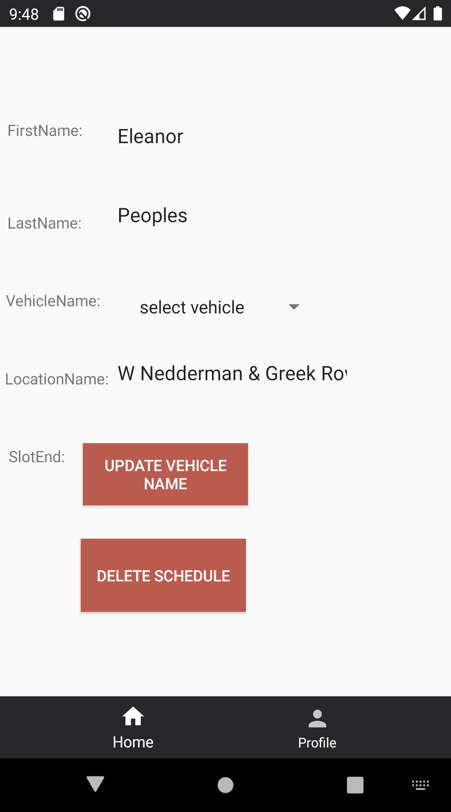 9:48
FirstName:
Eleanor
LastName:
Peoples
VehicleName:
select vehicle
LocationName:
W Nedderman & Greek
SlotEnd:
UPDATE VEHICLE
NAME
DELETE SCHEDULE
Home
Profile